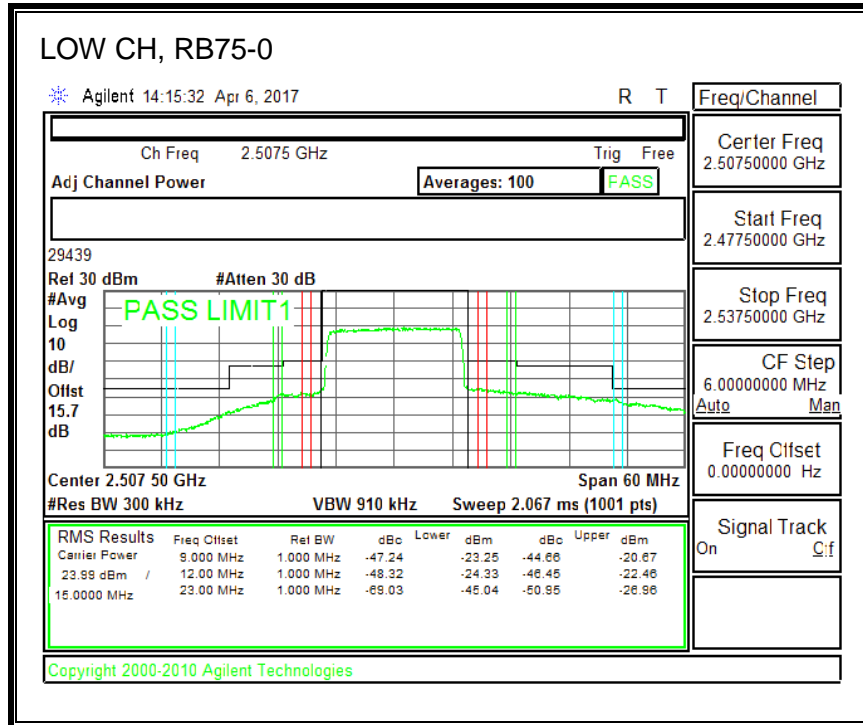 LOW CH, RB75-0
Agilent 14:15:32 Apr 6, 2017 R T
Ch Freq 2.5075 GHz Trig Free
Adj Channel Power Averages: 100 PASS
29439
Ref 30 dBm #Atten 30 dB
#Avg
Log
10
dB/
Offst
15.7
dB
PASS LIMIT1
Center 2.507 50 GHz Span 60 MHz
#Res BW 300 kHz VBW 910 kHz Sweep 2.067 ms (1001 pts)
RMS Results Freq Offset Ref BW dBc Lower dBm dBc Upper dBm
Carrier Power 9.000 MHz 1.000 MHz -47.24 -23.25 -44.66 -20.67
23.99 dBm / 12.00 MHz 1.000 MHz -48.32 -24.33 -46.45 -22.46
15.0000 MHz 23.00 MHz 1.000 MHz -69.03 -45.04 -50.95 -26.96
Copyright 2000-2010 Agilent Technologies
Freq/Channel
Center Freq
2.50750000 GHz
Start Freq
2.47750000 GHz
Stop Freq
2.53750000 GHz
CF Step
6.00000000 MHz
Auto Man
Freq Offset
0.00000000 Hz
Signal Track
On Off